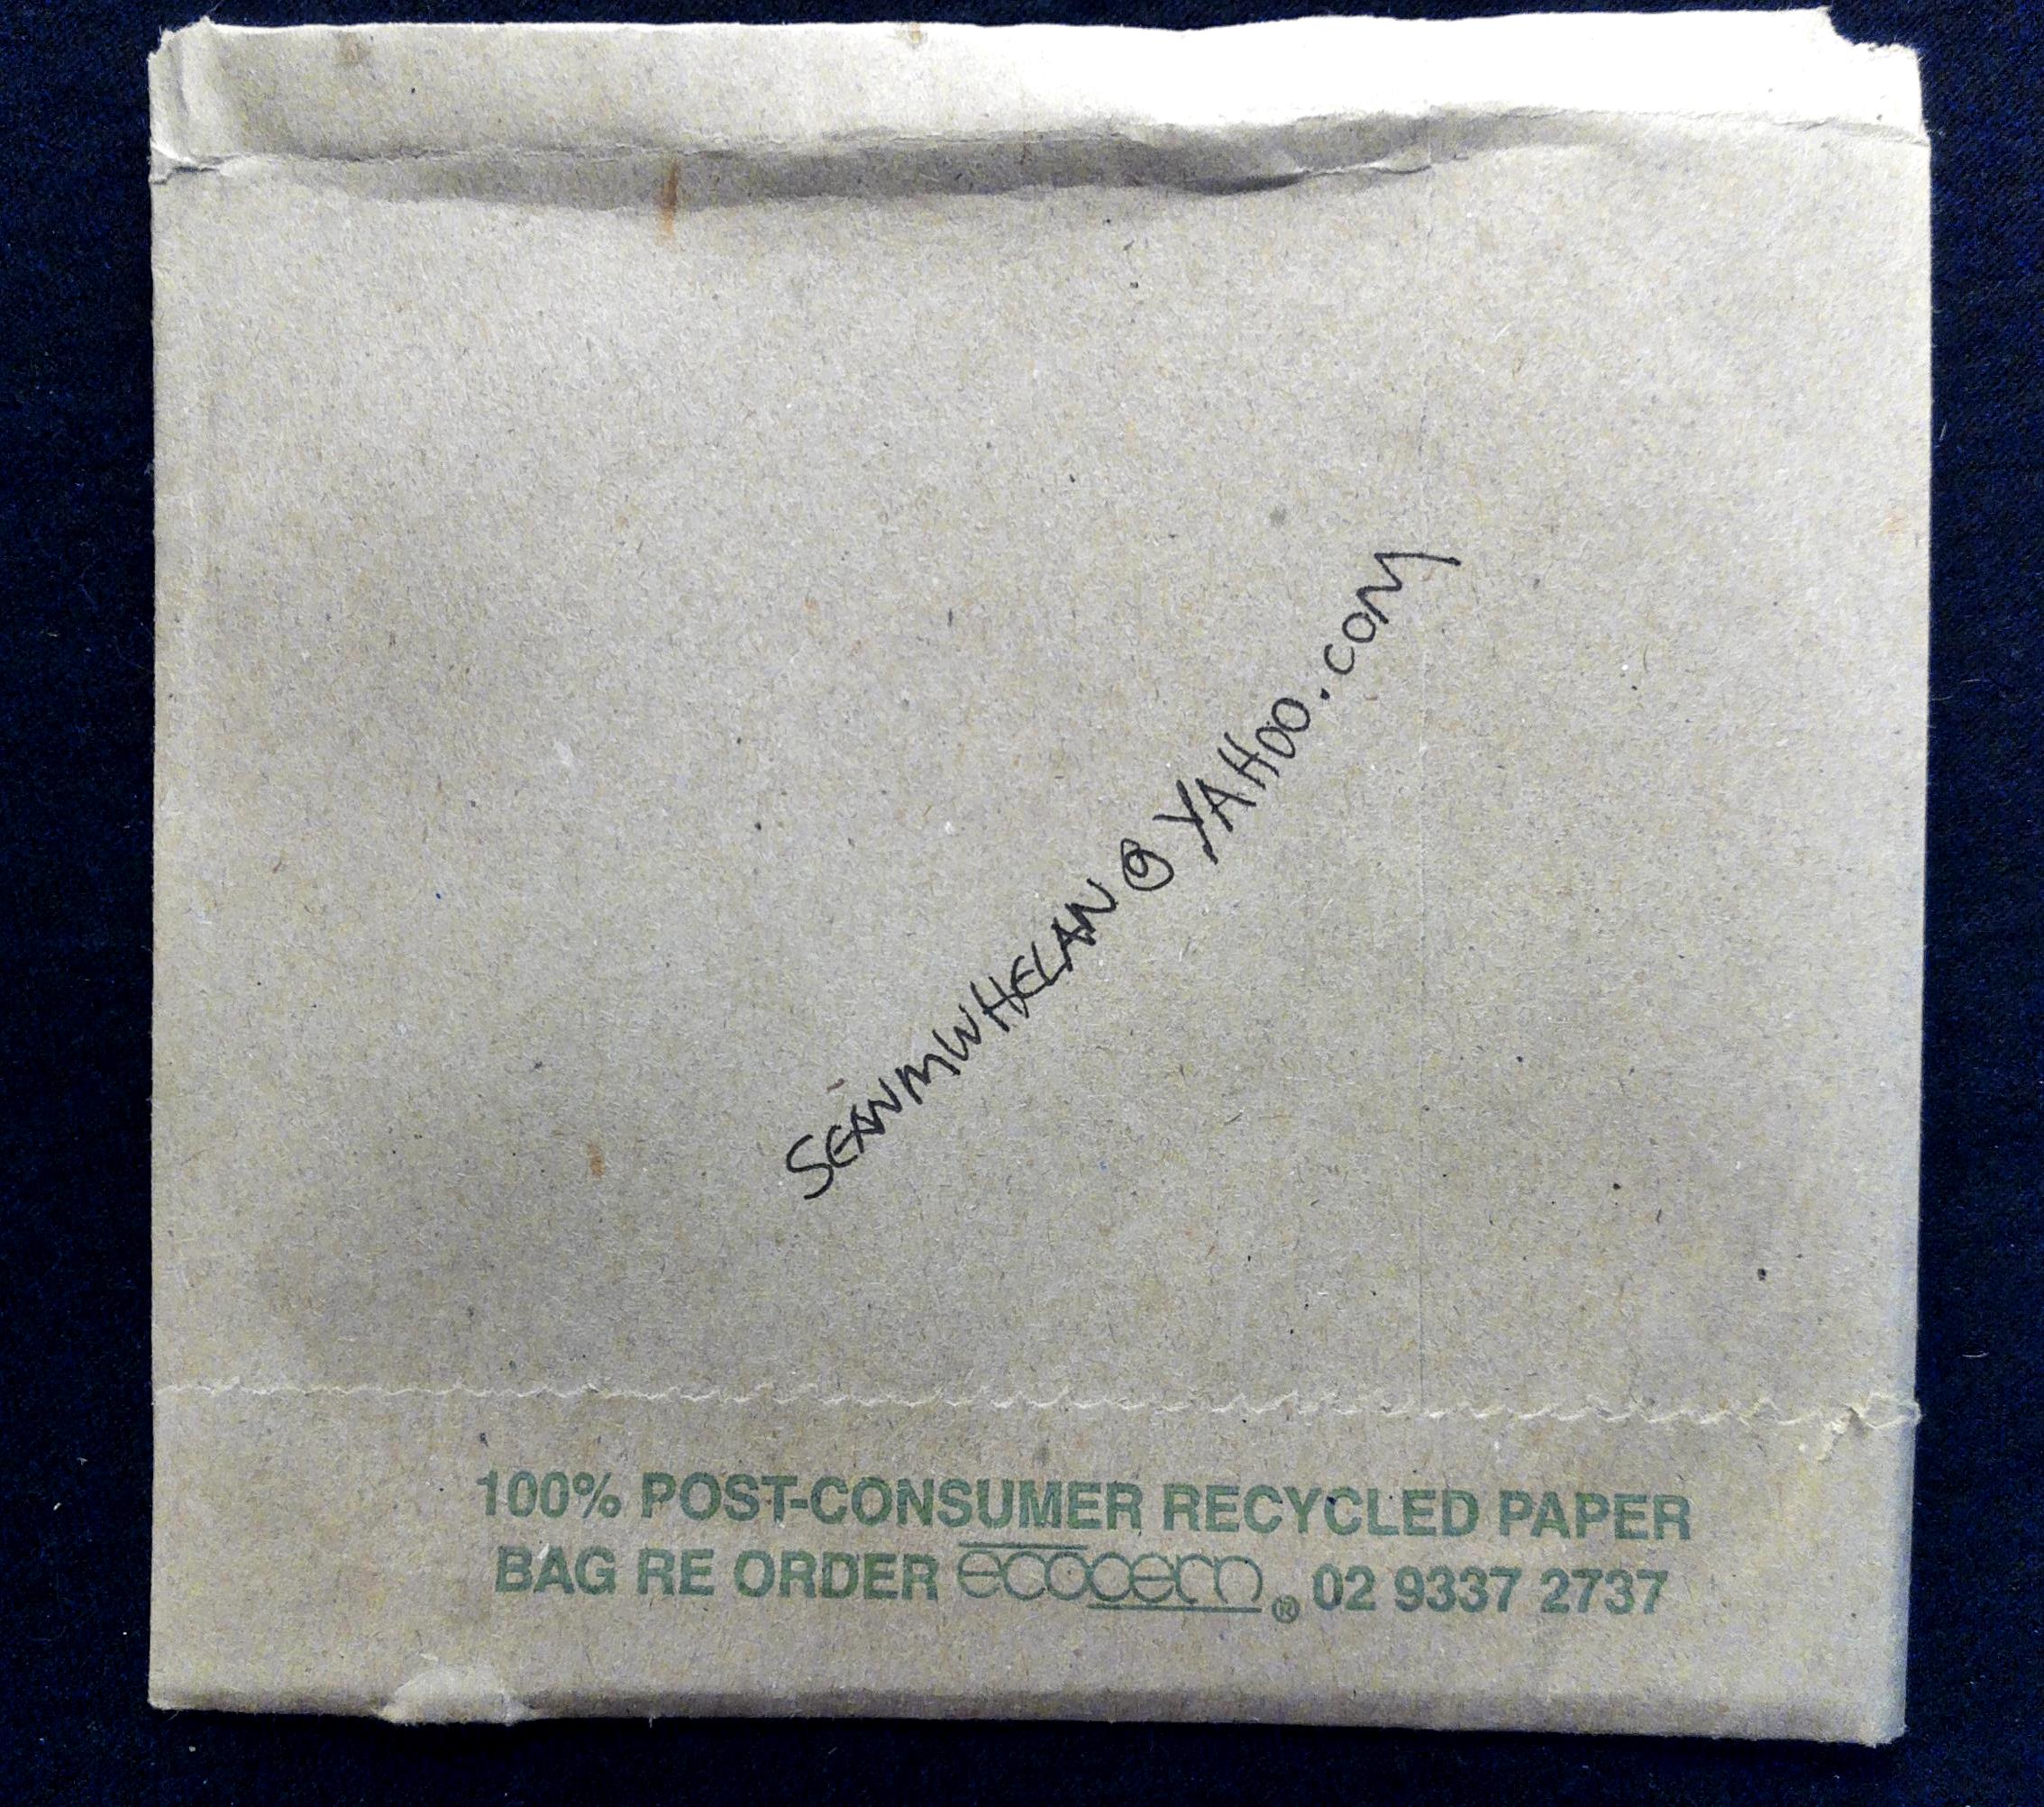 SEANMWHELAN@YAHOO.COM
100% POST-CONSUMER RECYCLED PAPER
BAG RE ORDER ecocern® 02 9337 2737